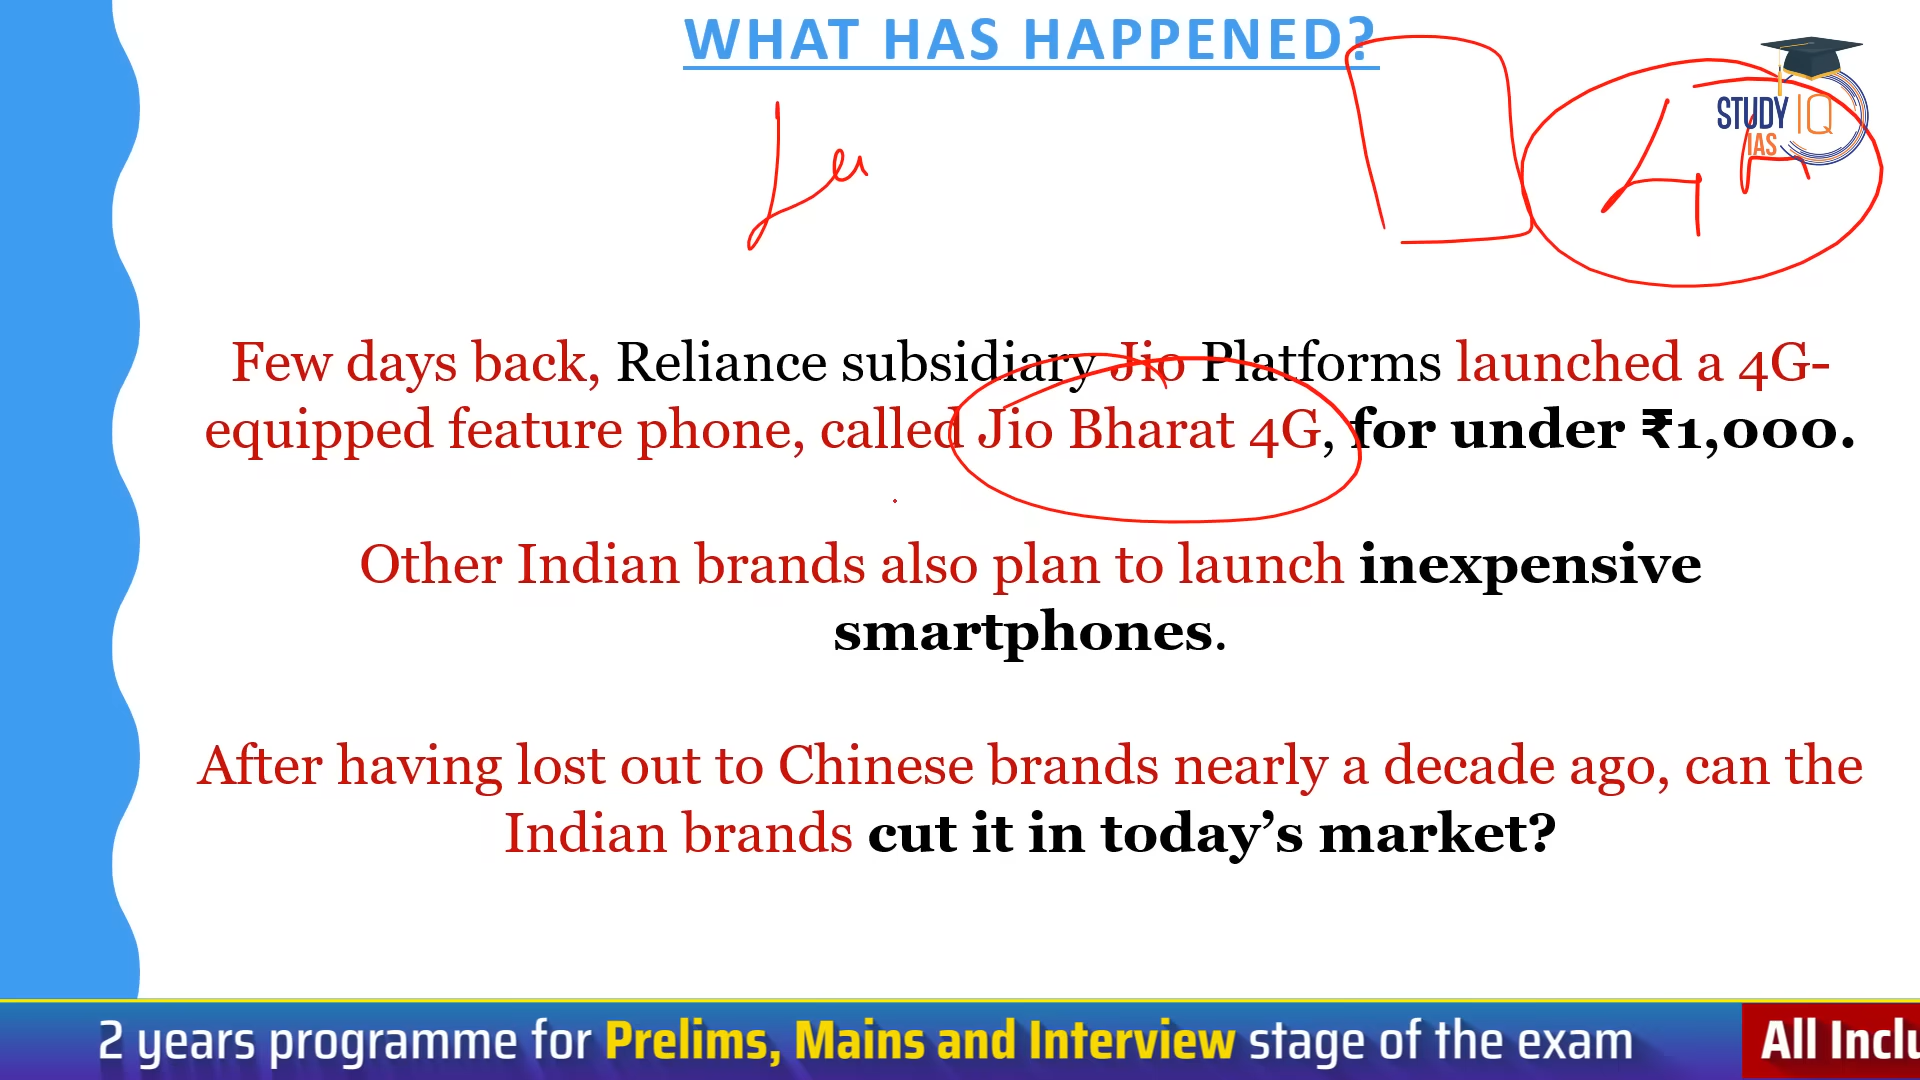 WHAT HAS HAPPENED?
STUDY IQ
IAS
Few days back, Reliance subsidiary Jio Platforms launched a 4G-
equipped feature phone, called Jio Bharat 4G, for under ₹1,000.
Other Indian brands also plan to launch inexpensive
smartphones.
After having lost out to Chinese brands nearly a decade ago, can the
Indian brands cut it in today’s market?
2 years programme for Prelims, Mains and Interview stage of the exam
All Inclu